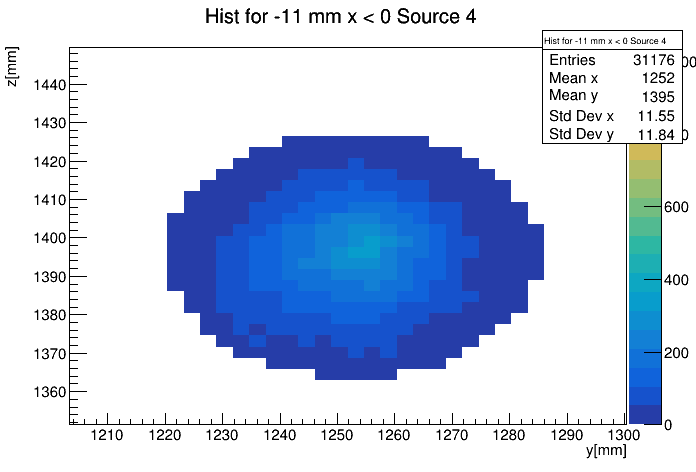 Hist for -11 mm x < 0 Source 4
z[mm]
Hist for -11 mm x < 0 Source 4
Entries 31176
Mean x 1252
Mean y 1395
Std Dev x 11.55
Std Dev y 11.84
1440
1430
1420
1410
1400
1390
1380
1370
1360
600
400
200
0
1210 1220 1230 1240 1250 1260 1270 1280 1290 1300
y[mm]